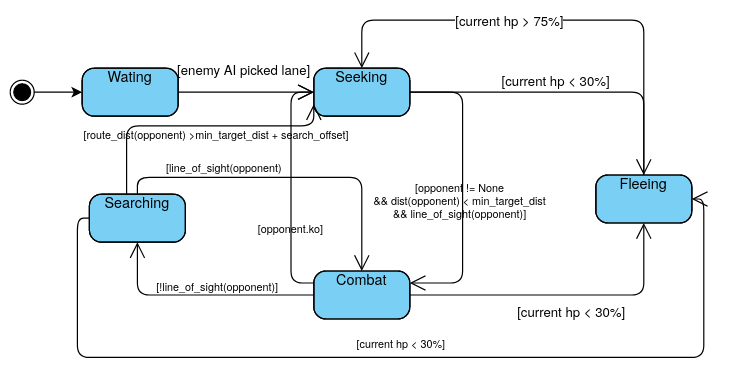 [current hp > 75%]
[enemy AI picked lane]
Wating
Seeking
[current hp < 30%]
[route_dist(opponent) >min_target_dist + search_offset]
[line_of_sight(opponent)
Fleeing
[opponent != None
&& dist(opponent) < min_target_dist
&& line_of_sight(opponent)]
Searching
[opponent.ko]
Combat
[!line_of_sight(opponent)]
[current hp < 30%]
[current hp < 30%]